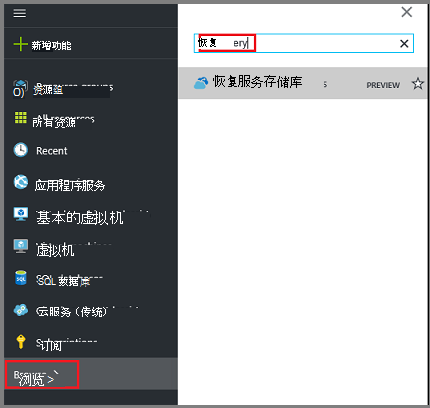 新增功能
资源组
所有资源
Recent
应用程序服务
基本的虚拟机
虚拟机
SQL 数据库
云服务（传统）
订阅
浏览 >
恢复 ery
恢复服务存储库 s PREVIEW